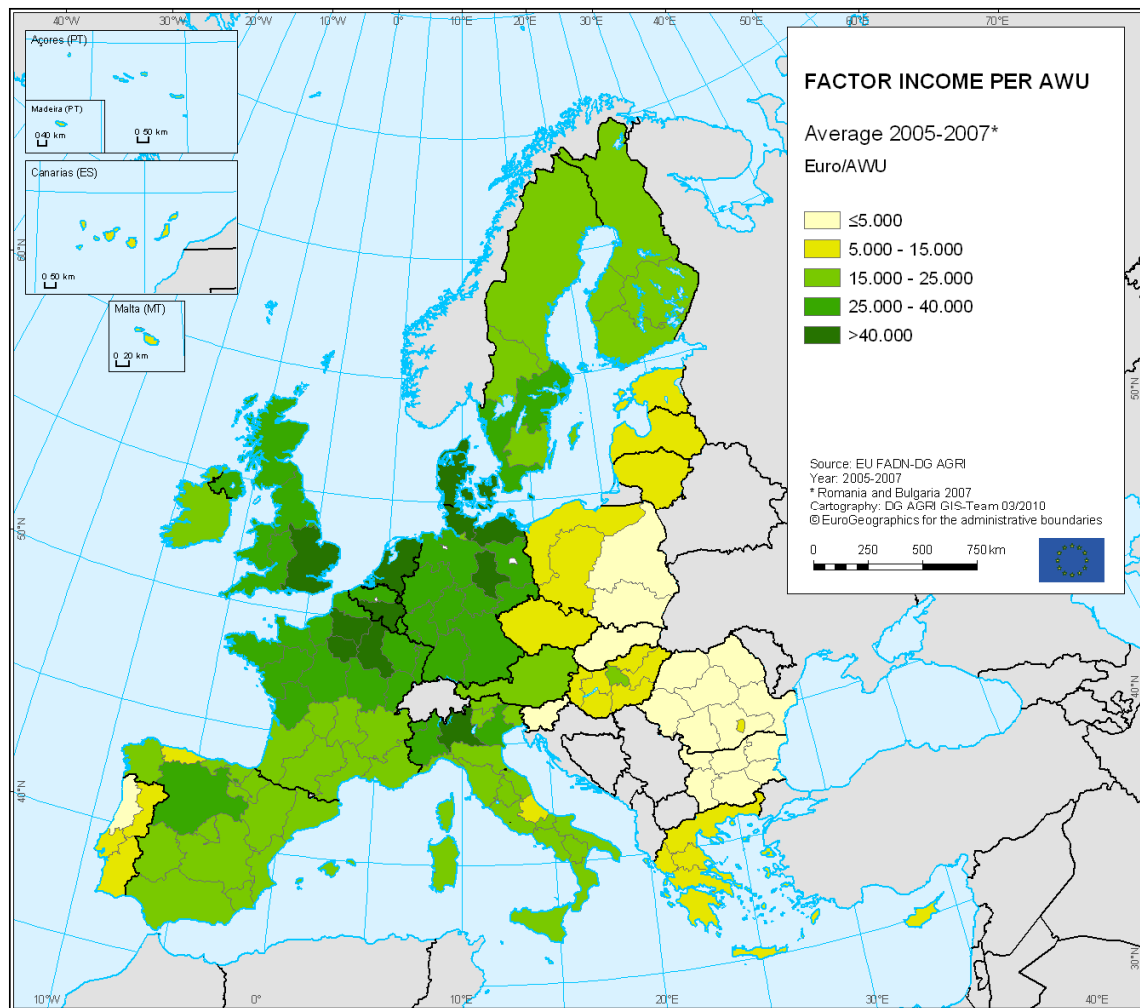 40°W 30°W 20°W 10°W 0° 10°E 20°E 30°E 40°E 50°E 60°E 70°E
Açores (PT)
Madeira (PT)
0 40 km
0 50 km
Canarias (ES)
0 50 km
Malta (MT)
0 20 km
FACTOR INCOME PER AWU
Average 2005-2007*
Euro/AWU
≤5.000
5.000 - 15.000
15.000 - 25.000
25.000 - 40.000
>40.000
Source: EU FADN-DG AGRI
Year: 2005-2007
* Romania and Bulgaria 2007
Cartography: DG AGRI GIS-Team 03/2010
© EuroGeographics for the administrative boundaries
0 250 500 750 km
60°N
50°N
40°N
50°N
40°N
30°N
10°W 0° 10°E 20°E 30°E 40°E